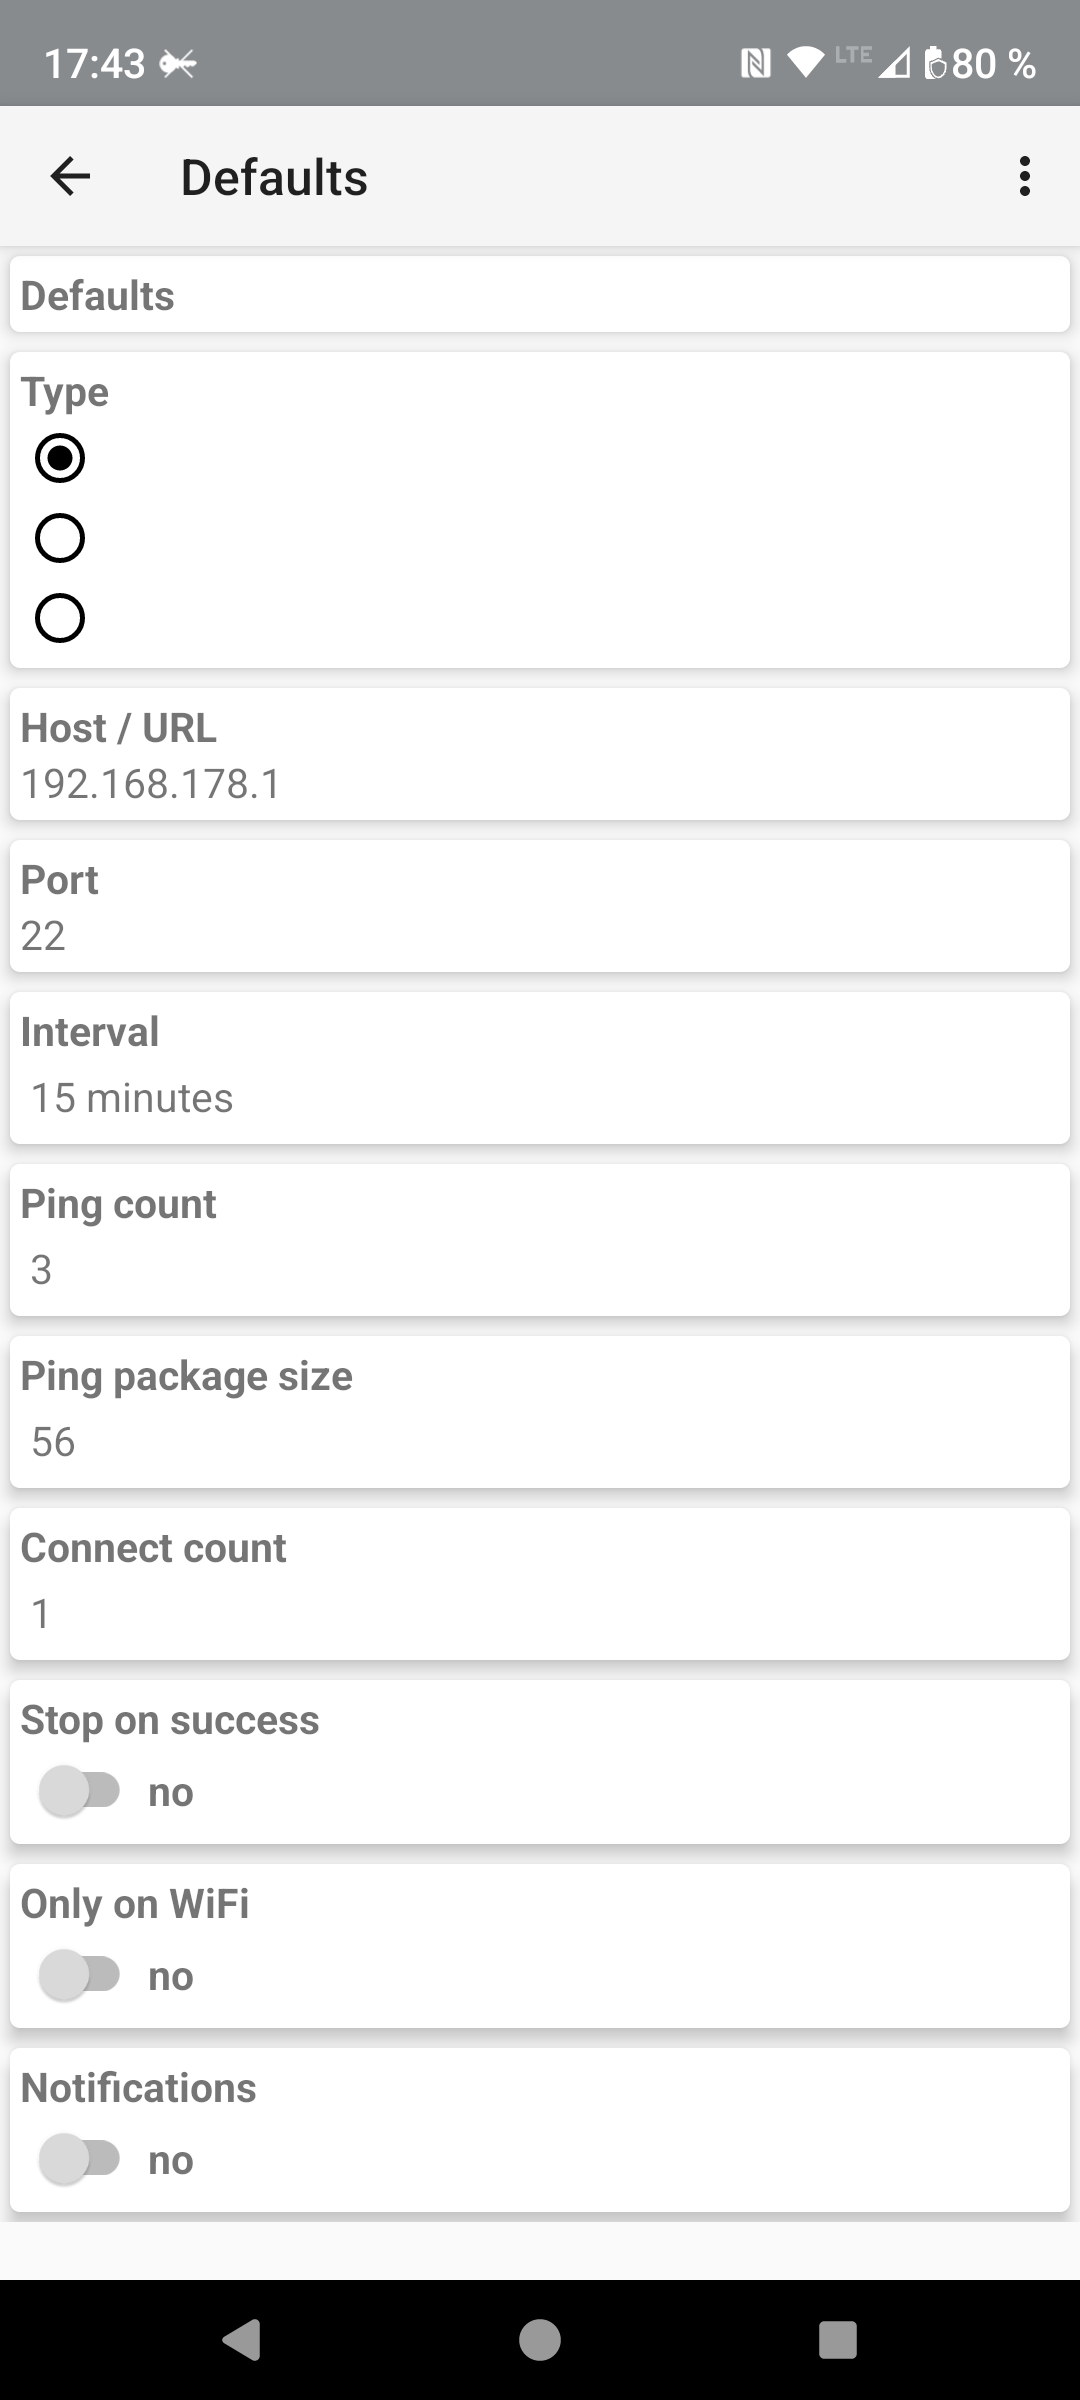 17:43
LTE 80 %
Defaults
Defaults
Type
Host / URL
192.168.178.1
Port
22
Interval
15 minutes
Ping count
3
Ping package size
56
Connect count
1
Stop on success
no
Only on WiFi
no
Notifications
no